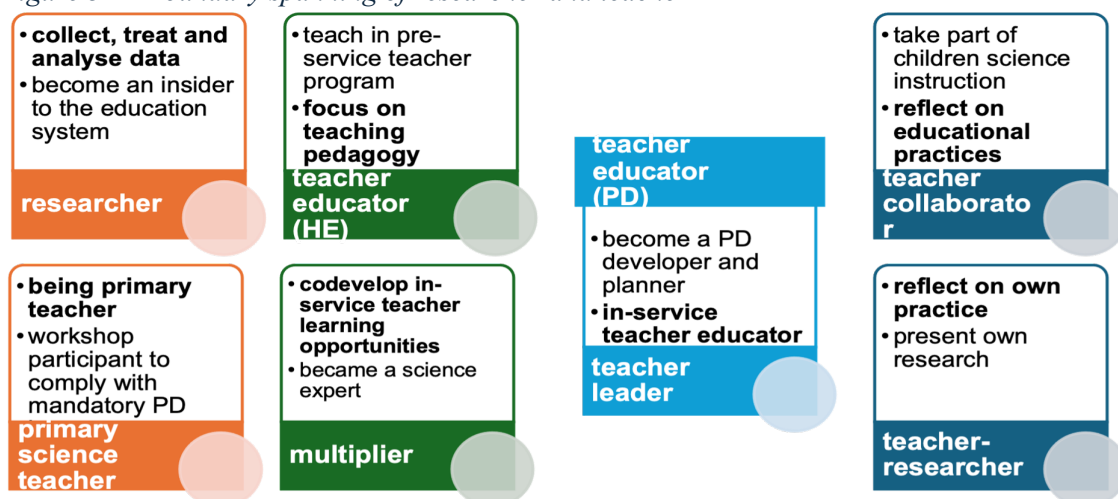 • collect, treat and
analyse data
• become an insider
to the education
system
researcher
• teach in pre-
service teacher
program
• focus on
teaching
pedagogy
teacher
educator
(HE)
teacher
educator
(PD)
• become a PD
developer and
planner
• in-service
teacher educator
teacher
leader
• take part of
children science
instruction
• reflect on
educational
practices
teacher
collaborato
r
• being primary
teacher
• workshop
participant to
comply with
mandatory PD
primary
science
teacher
• codevelop in-
service teacher
learning
opportunities
• became a science
expert
multiplier
• reflect on own
practice
• present own
research
teacher-
researcher